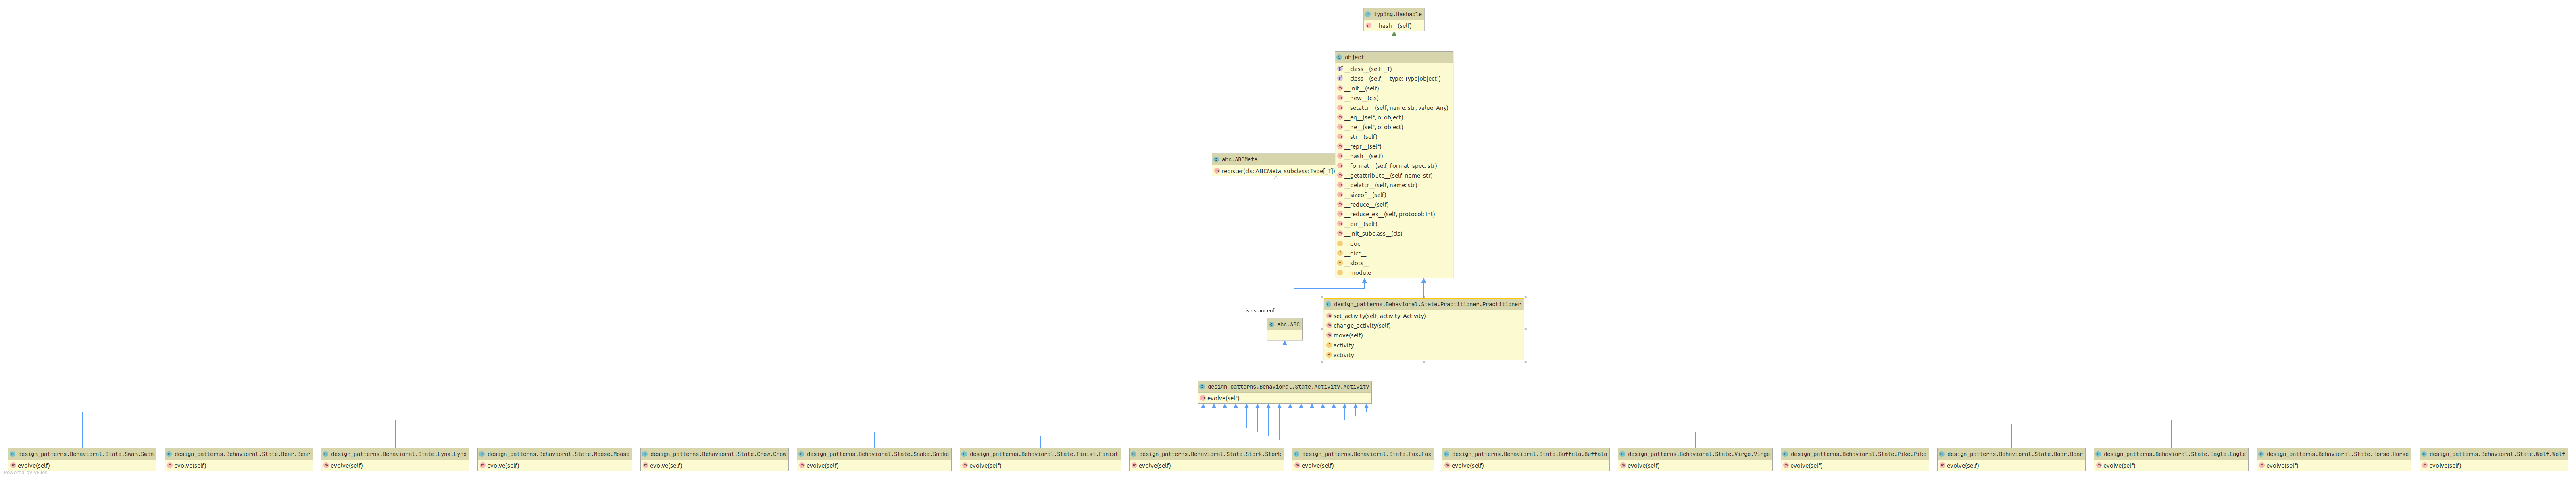 typing.Hashable
__hash__(self)
object
__class__(self: _T)
__class__(self, __type: Type[object])
__init__(self)
__new__(cls)
__setattr__(self, name: str, value: Any)
__eq__(self, o: object)
__ne__(self, o: object)
__str__(self)
__repr__(self)
__hash__(self)
__format__(self, format_spec: str)
__getattribute__(self, name: str)
__delattr__(self, name: str)
__sizeof__(self)
__reduce__(self)
__reduce_ex__(self, protocol: int)
__dir__(self)
__init_subclass__(cls)
__doc__
__dict__
__slots__
__module__
abc.ABCMeta
register(cls: ABCMeta, subclass: Type[_T])
isinstanceof
abc.ABC
design_patterns.Behavioral.State.Practitioner.Practitioner
set_activity(self, activity: Activity)
change_activity(self)
move(self)
activity
activity
design_patterns.Behavioral.State.Activity.Activity
evolve(self)
design_patterns.Behavioral.State.Swan.Swan
evolve(self)
design_patterns.Behavioral.State.Bear.Bear
evolve(self)
design_patterns.Behavioral.State.Lynx.Lynx
evolve(self)
design_patterns.Behavioral.State.Moose.Moose
evolve(self)
design_patterns.Behavioral.State.Crow.Crow
evolve(self)
design_patterns.Behavioral.State.Snake.Snake
evolve(self)
design_patterns.Behavioral.State.Finist.Finist
evolve(self)
design_patterns.Behavioral.State.Stork.Stork
evolve(self)
design_patterns.Behavioral.State.Fox.Fox
evolve(self)
design_patterns.Behavioral.State.Buffalo.Buffalo
evolve(self)
design_patterns.Behavioral.State.Virgo.Virgo
evolve(self)
design_patterns.Behavioral.State.Pike.Pike
evolve(self)
design_patterns.Behavioral.State.Boar.Boar
evolve(self)
design_patterns.Behavioral.State.Eagle.Eagle
evolve(self)
design_patterns.Behavioral.State.Horse.Horse
evolve(self)
design_patterns.Behavioral.State.Wolf.Wolf
evolve(self)
Powered by yFiles